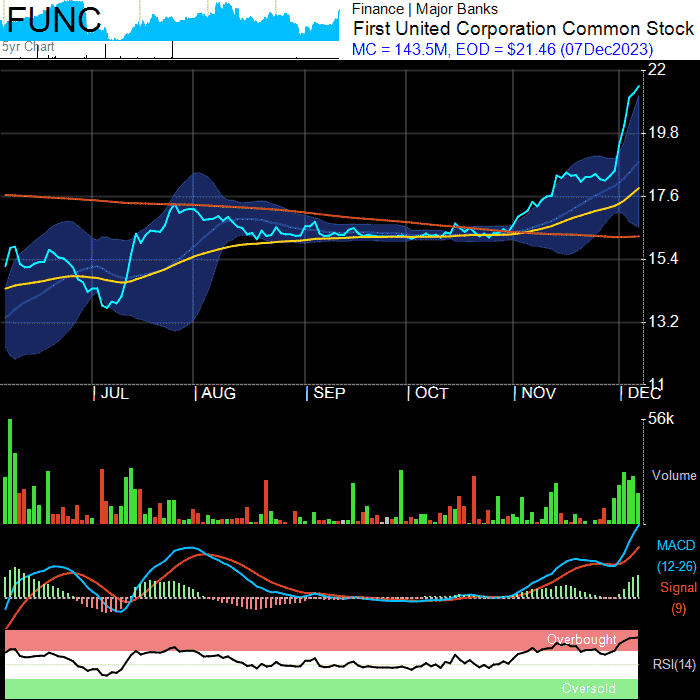 FUNC
5yr Chart
Finance | Major Banks
First United Corporation Common Stock
MC = 143.5M, EOD = $21.46 (07Dec2023)
22
19.8
17.6
15.4
13.2
11
| JUL | AUG | SEP | OCT | NOV | DEC
56k
Volume
MACD
(12-26)
Signal
(9)
Overbought
RSI(14)
Oversold